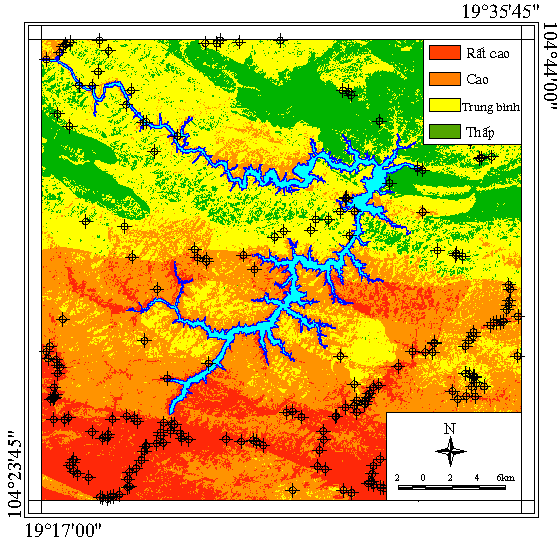 19°35'45"
104°44'00"
Rất cao
Cao
Trung bình
Thấp
N
2 0 2 4 6km
104°23'45"
19°17'00"